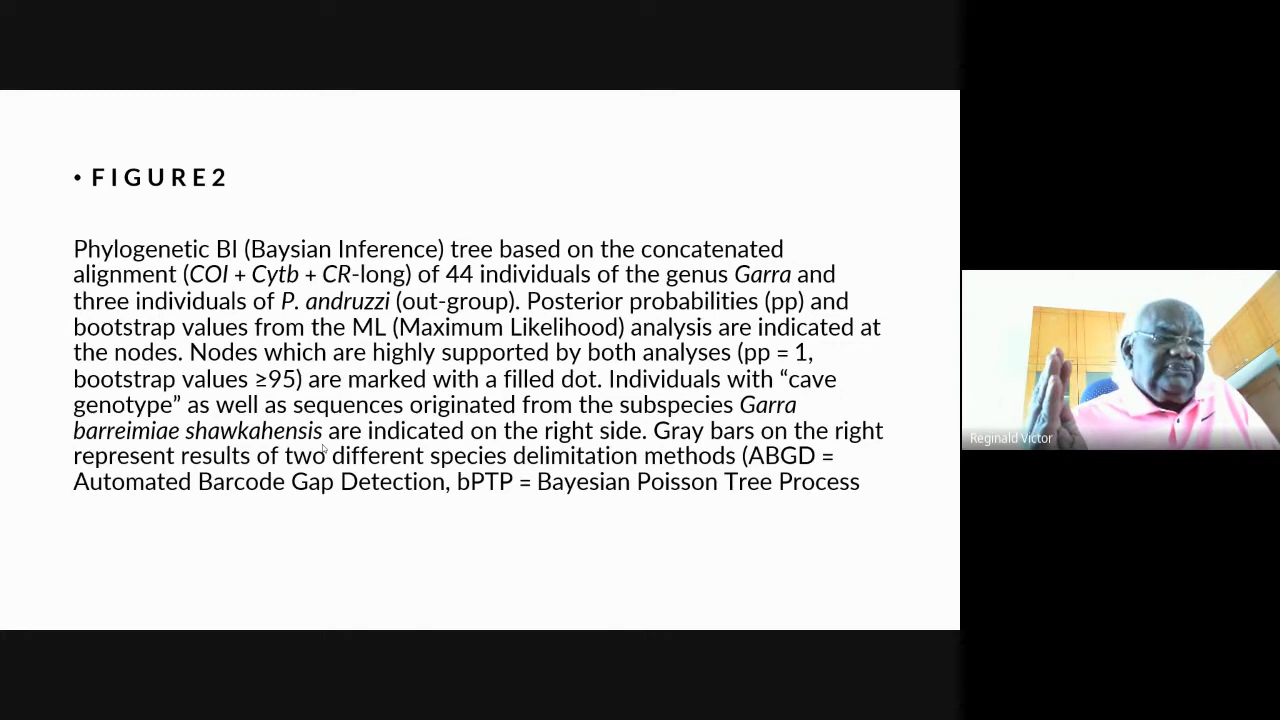 • FIGURE2
Phylogenetic BI (Baysian Inference) tree based on the concatenated
alignment (COI + Cytb + CR-long) of 44 individuals of the genus Garra and
three individuals of P. andruzzi (out-group). Posterior probabilities (pp) and
bootstrap values from the ML (Maximum Likelihood) analysis are indicated at
the nodes. Nodes which are highly supported by both analyses (pp = 1,
bootstrap values ≥95) are marked with a filled dot. Individuals with “cave
genotype” as well as sequences originated from the subspecies Garra
barreimiae shawkahensis are indicated on the right side. Gray bars on the right
represent results of two different species delimitation methods (ABGD =
Automated Barcode Gap Detection, bPTP = Bayesian Poisson Tree Process
Reginald Victor